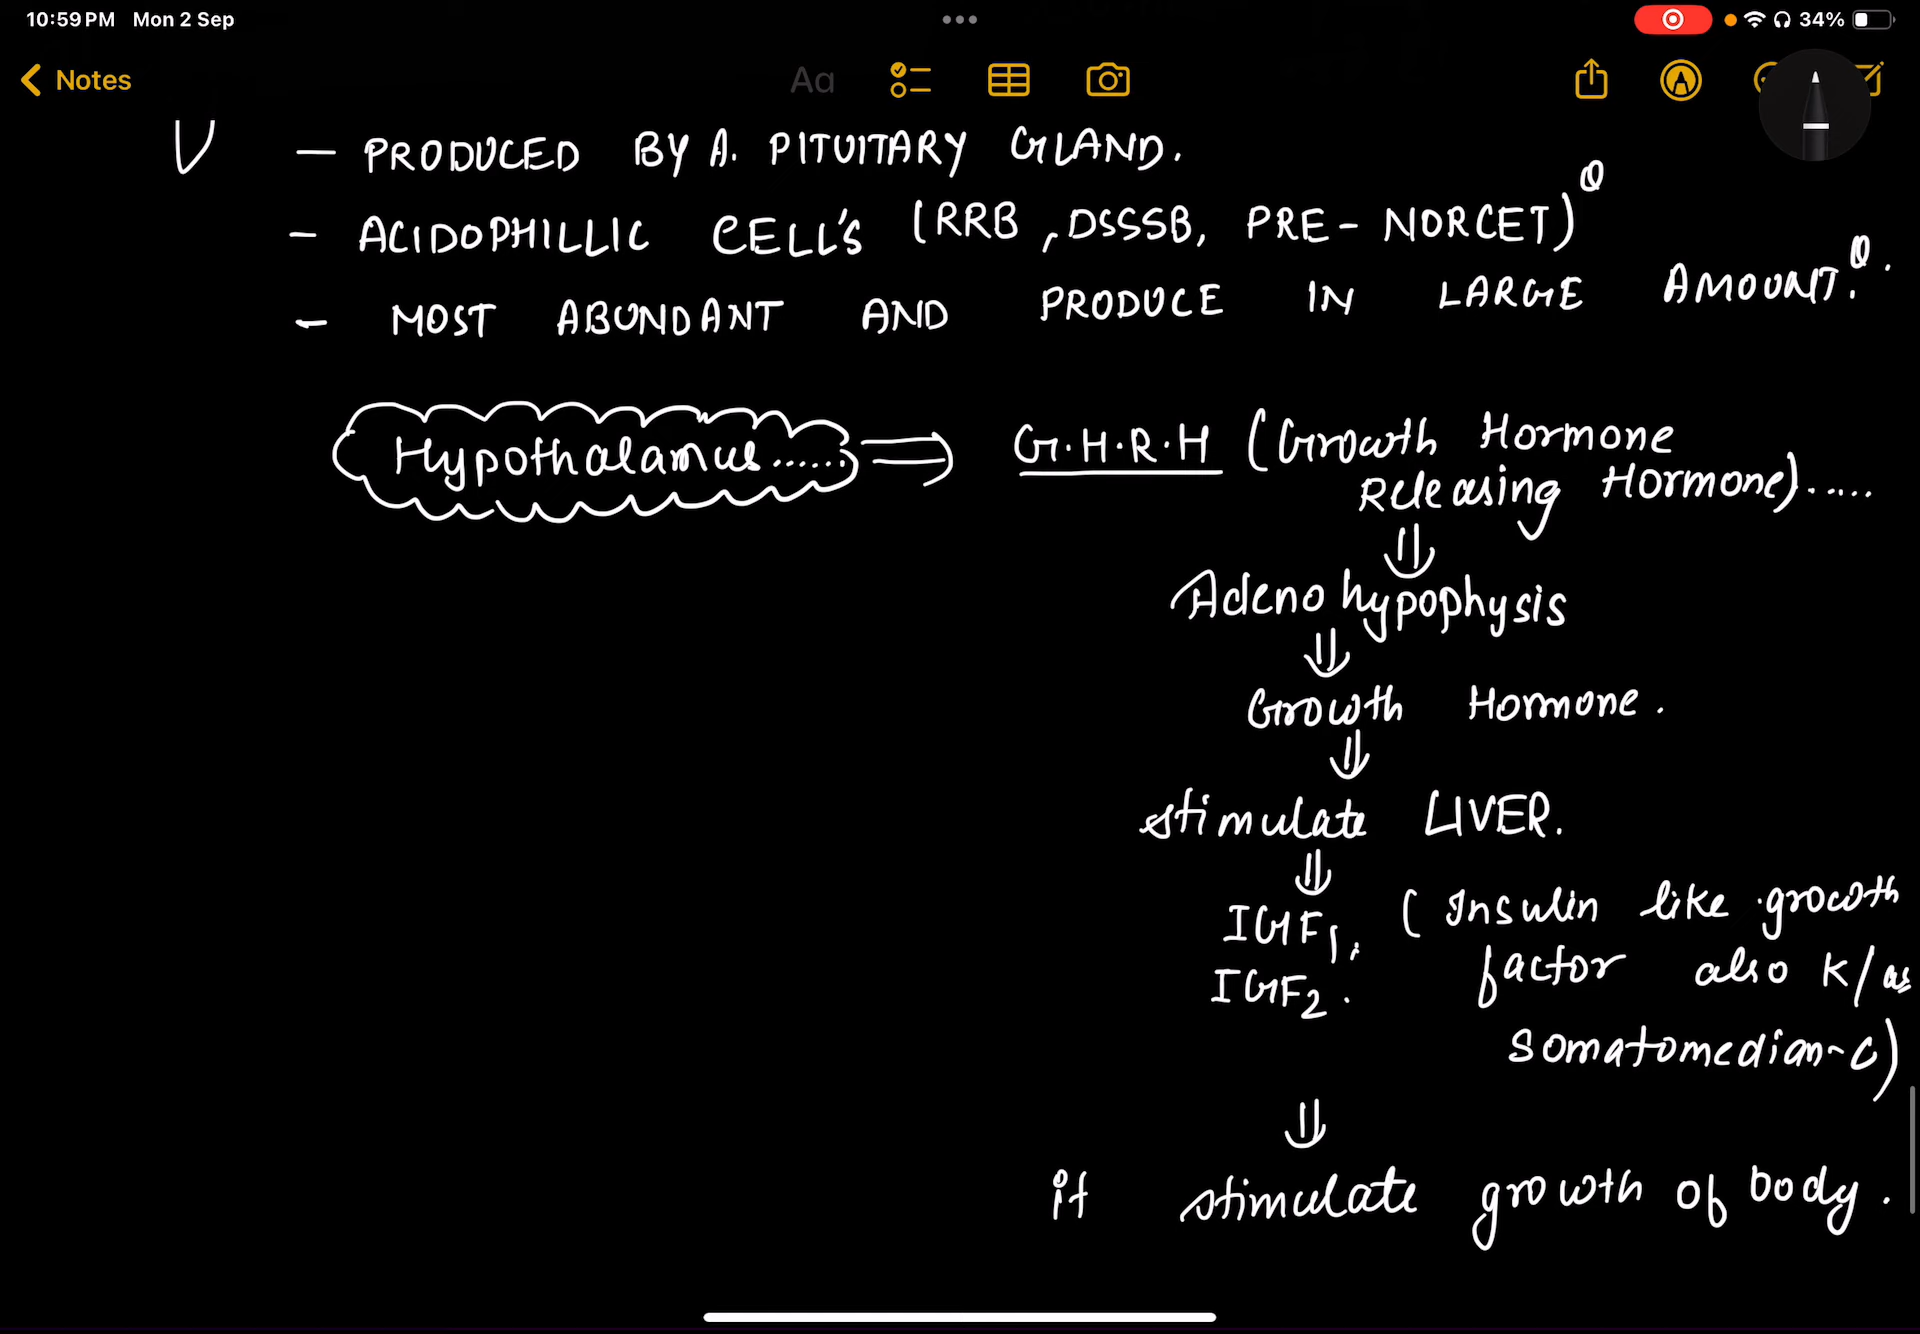 10:59 PM Mon 2 Sep
34%
Notes
Aa
— PRODUCED BY A. PITUITARY GLAND.
- ACIDOPHILLIC CELL'S (RRB, DSSSB, PRE-NORCET) Q
- MOST ABUNDANT AND PRODUCE IN LARGE AMOUNT. Q.
Hypothalamus...... ⇒ G.H.R.H (Growth Hormone
Releasing Hormone).....
⇓
Adenohypophysis
⇓
Growth Hormone.
⇓
stimulate LIVER.
⇓
IGF1, (Insulin like growth
IGF2. factor also K/as
somatomedian-C)
⇓
it stimulate growth of body.